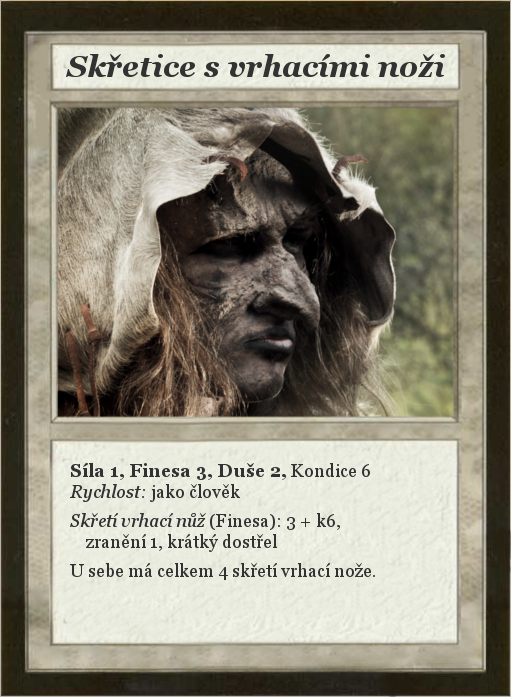 Skřetice s vrhacími noži
Síla 1, Finesa 3, Duše 2, Kondice 6
Rychlost: jako člověk
Skřetí vrhací nůž (Finesa): 3 + k6,
zranění 1, krátký dostřel
U sebe má celkem 4 skřetí vrhací nože.